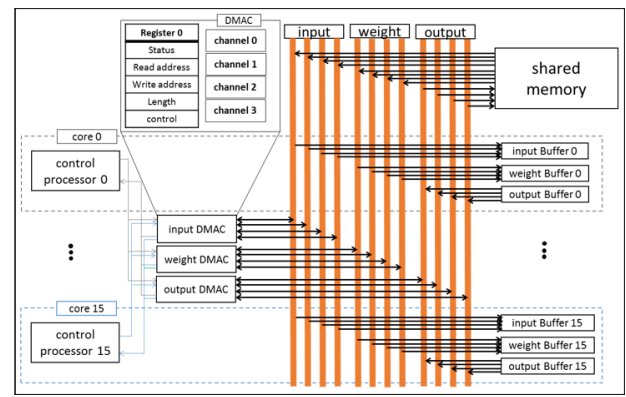 DMAC
input
weight
output
Register 0
channel 0
Status
Read address
channel 1
Write address
channel 2
Length
channel 3
control
shared
memory
core 0
control
processor 0
input Buffer 0
weight Buffer 0
output Buffer 0
input DMAC
weight DMAC
output DMAC
core 15
control
processor 15
input Buffer 15
weight Buffer 15
output Buffer 15